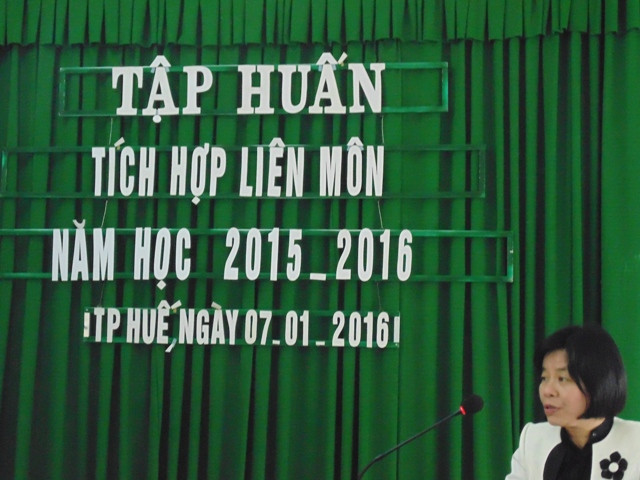 TẬP HUẤN
TÍCH HỢP LIÊN MÔN
NĂM HỌC 2015_2016
TP HUẾ, NGÀY 07_01_2016